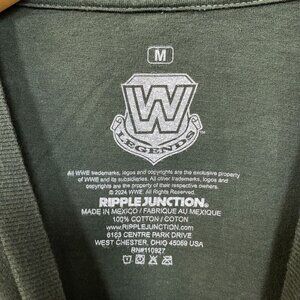 M
W
LEGENDS
All WWE trademarks, logos and copyrights are the exclusive property
of WWE and its subsidiaries. All other trademarks, logos and
copyrights are the property of their respective owners.
© 2024 WWE. All Rights Reserved.
RIPPLE JUNCTION.
MADE IN MEXICO / FABRIQUE AU MEXIQUE
100% COTTON / COTON
www.RIPPLEJUNCTION.com
6183 CENTRE PARK DRIVE
WEST CHESTER, OHIO 45069 USA
RN#110927